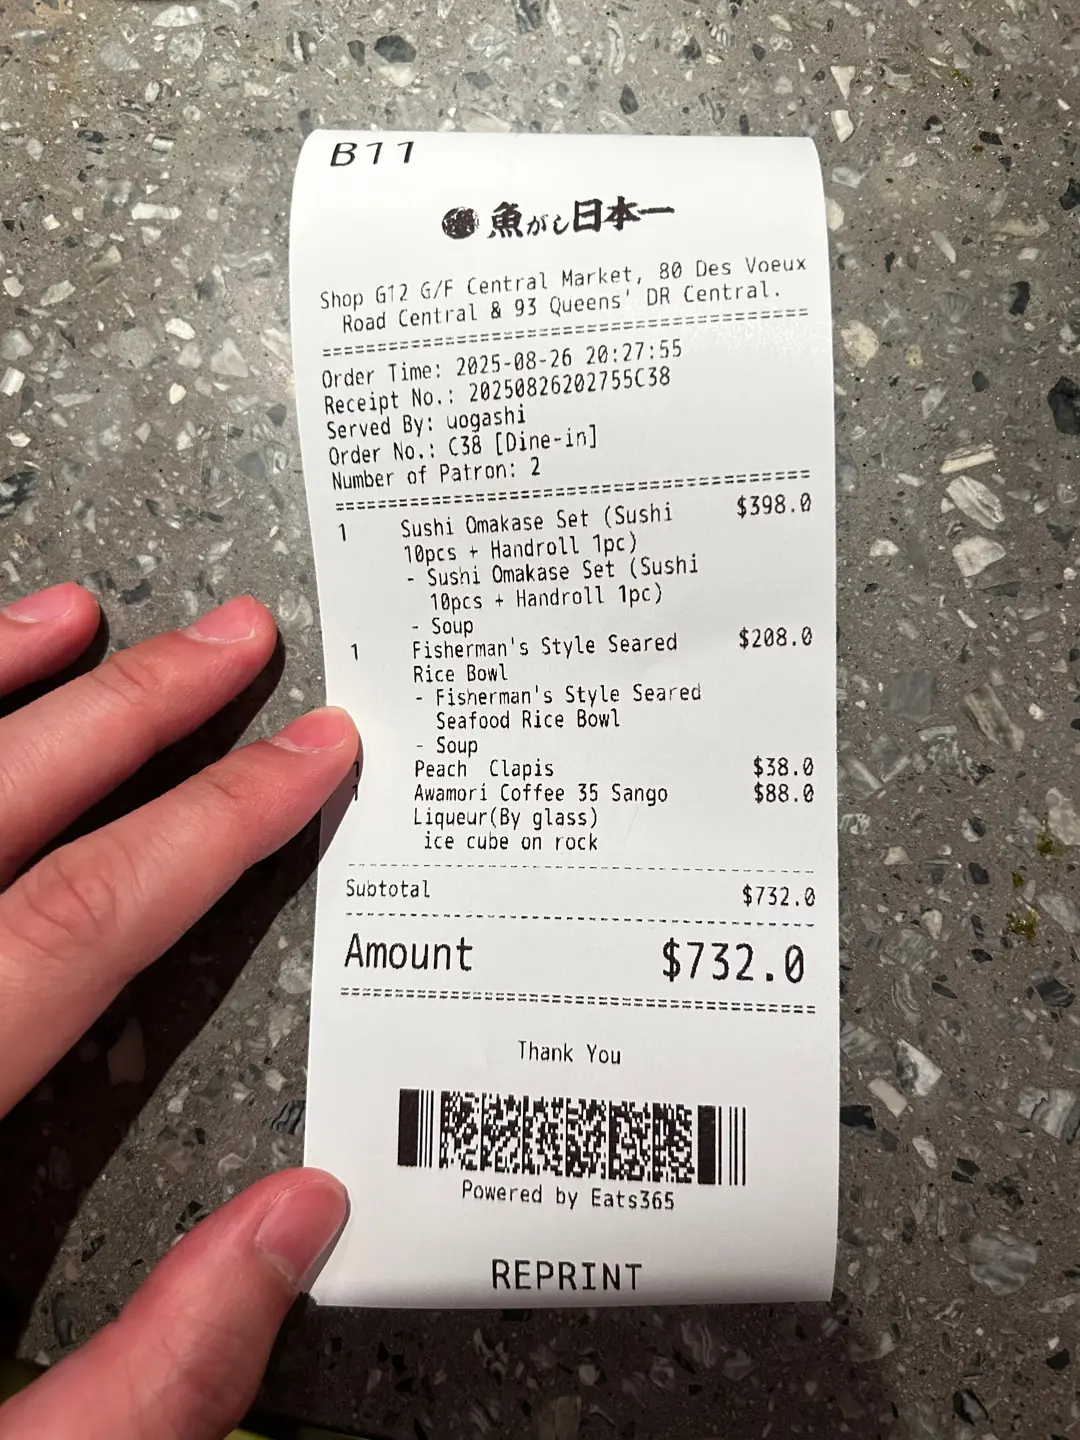 B11
魚がし日本一
Shop G12 G/F Central Market, 80 Des Voeux
Road Central & 93 Queens' DR Central.
Order Time: 2025-08-26 20:27:55
Receipt No.: 20250826202755C38
Served By: uogashi
Order No.: C38 [Dine-in]
Number of Patron: 2
1 Sushi Omakase Set (Sushi $398.0
10pcs + Handroll 1pc)
- Sushi Omakase Set (Sushi
10pcs + Handroll 1pc)
- Soup
1 Fisherman's Style Seared $208.0
Rice Bowl
- Fisherman's Style Seared
Seafood Rice Bowl
- Soup
1 Peach Clapis $38.0
1 Awamori Coffee 35 Sango $88.0
Liqueur(By glass)
ice cube on rock
Subtotal $732.0
Amount $732.0
Thank You
Powered by Eats365
REPRINT